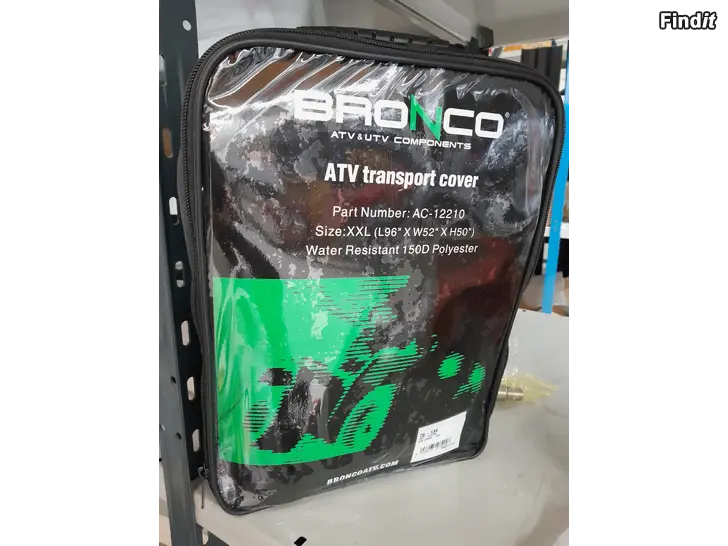 Findit
BRONCO®
ATV & UTV COMPONENTS
ATV transport cover
Part Number: AC-12210
Size:XXL (L96" X W52" X H50")
Water Resistant 150D Polyester
BRONCOATV.COM